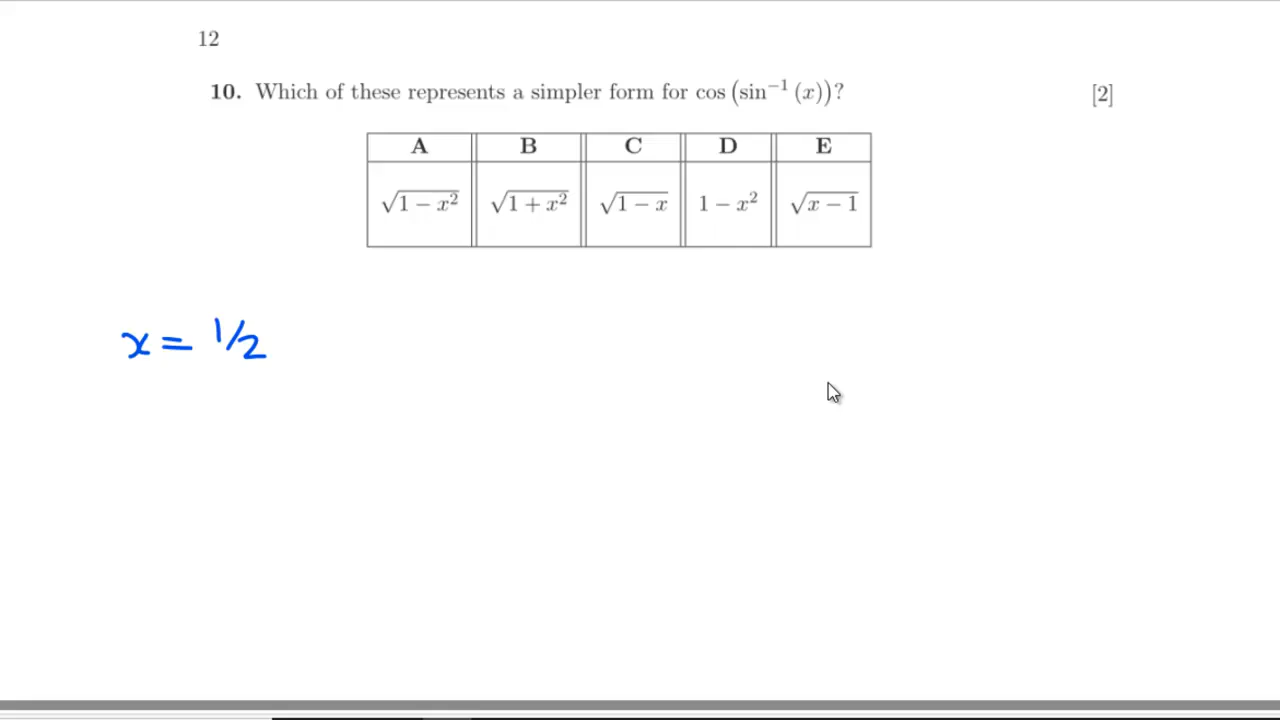 12
10. Which of these represents a simpler form for cos (sin⁻¹ (x))? [2]
A B C D E
√(1 − x²) √(1 + x²) √(1 − x) 1 − x² √(x − 1)
x = 1/2